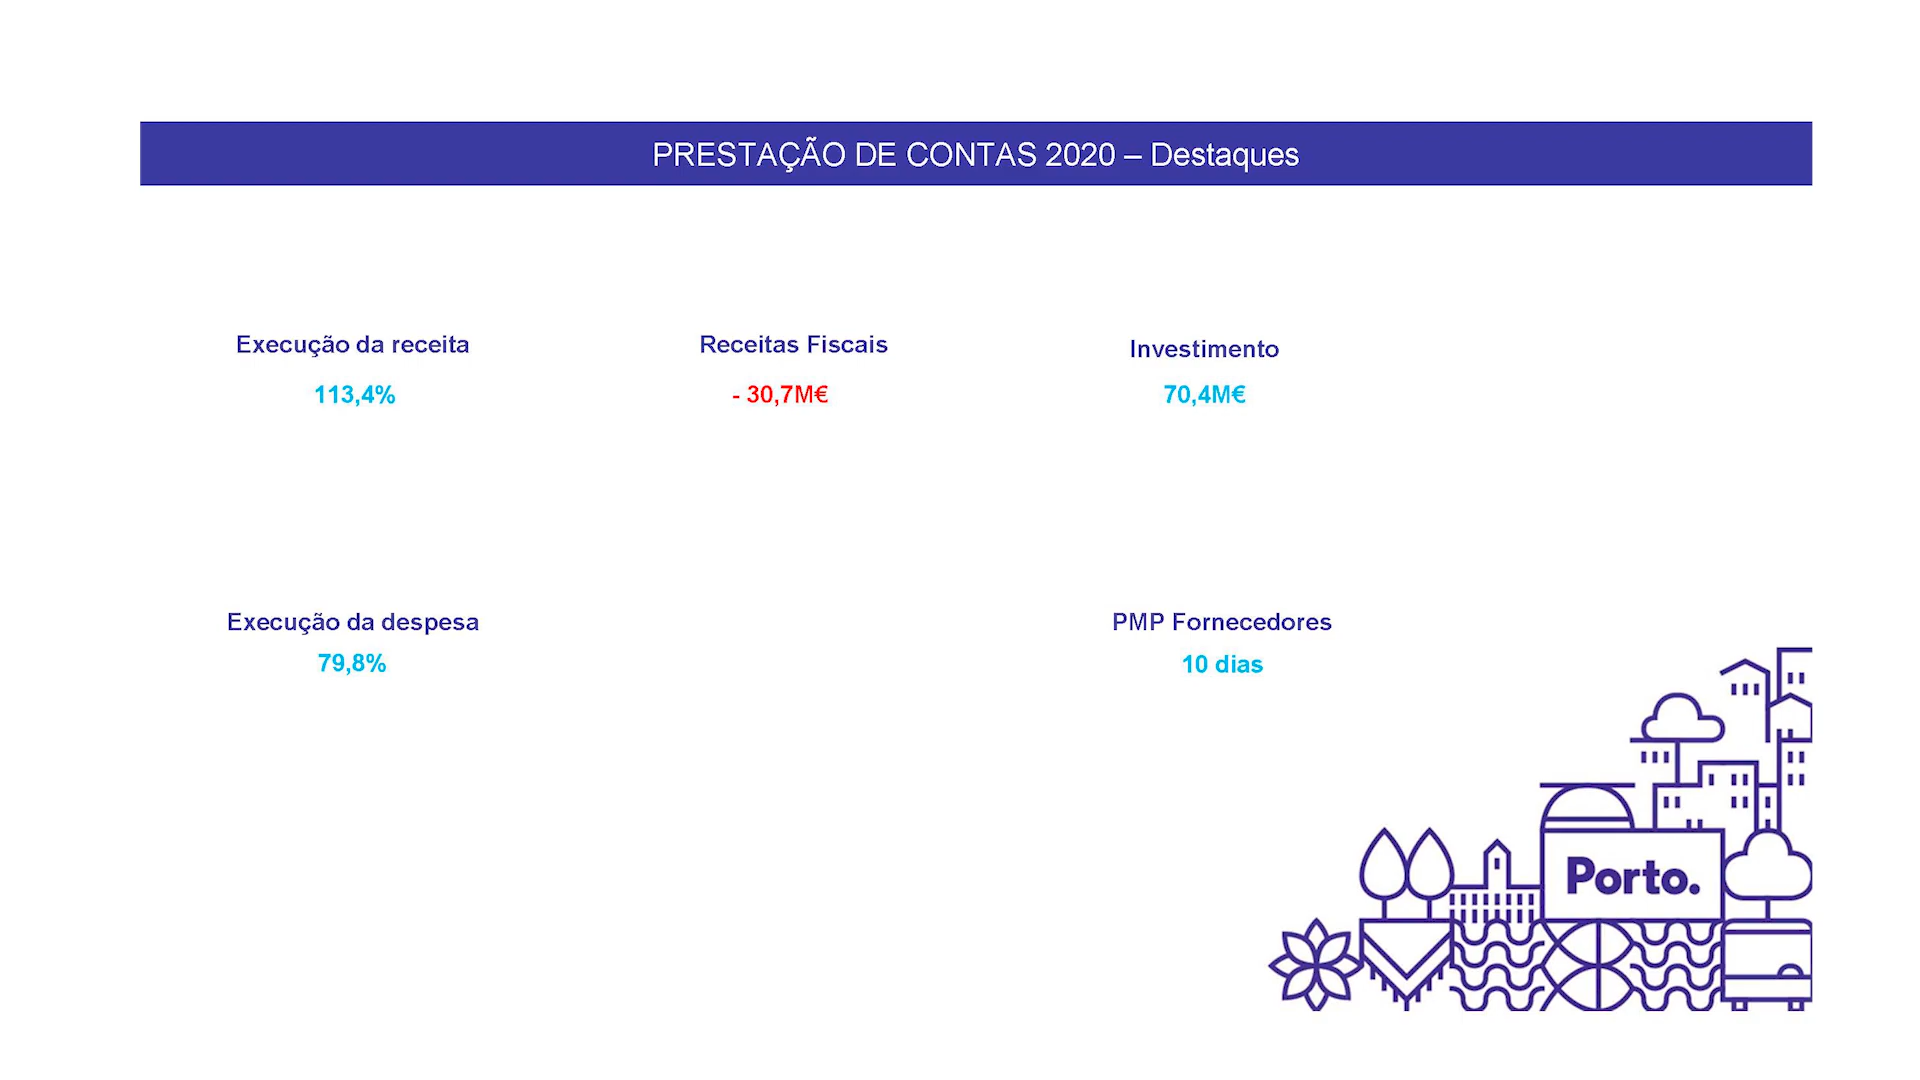 PRESTAÇÃO DE CONTAS 2020 – Destaques
Execução da receita
113,4%
Receitas Fiscais
- 30,7M€
Investimento
70,4M€
Execução da despesa
79,8%
PMP Fornecedores
10 dias
Porto.